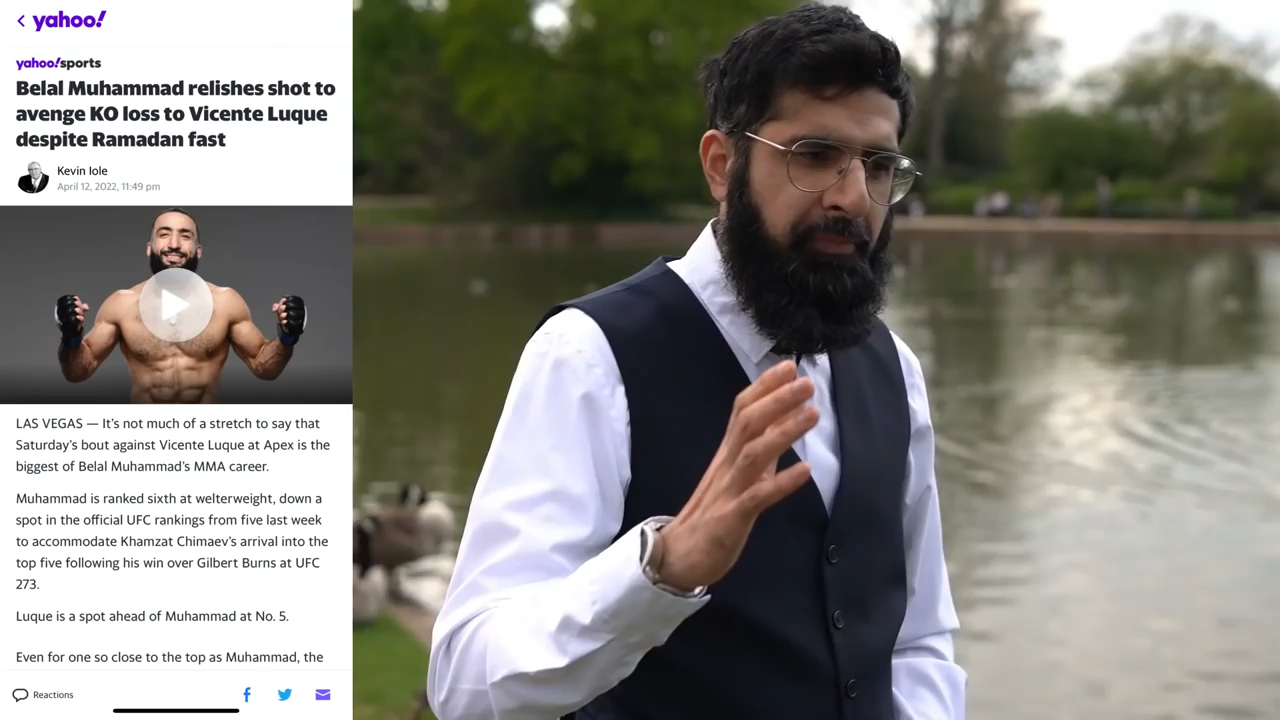 yahoo!
yahoo!sports
Belal Muhammad relishes shot to
avenge KO loss to Vicente Luque
despite Ramadan fast
Kevin Iole
April 12, 2022, 11:49 pm
LAS VEGAS — It's not much of a stretch to say that
Saturday's bout against Vicente Luque at Apex is the
biggest of Belal Muhammad's MMA career.
Muhammad is ranked sixth at welterweight, down a
spot in the official UFC rankings from five last week
to accommodate Khamzat Chimaev's arrival into the
top five following his win over Gilbert Burns at UFC
273.
Luque is a spot ahead of Muhammad at No. 5.
Even for one so close to the top as Muhammad, the
Reactions